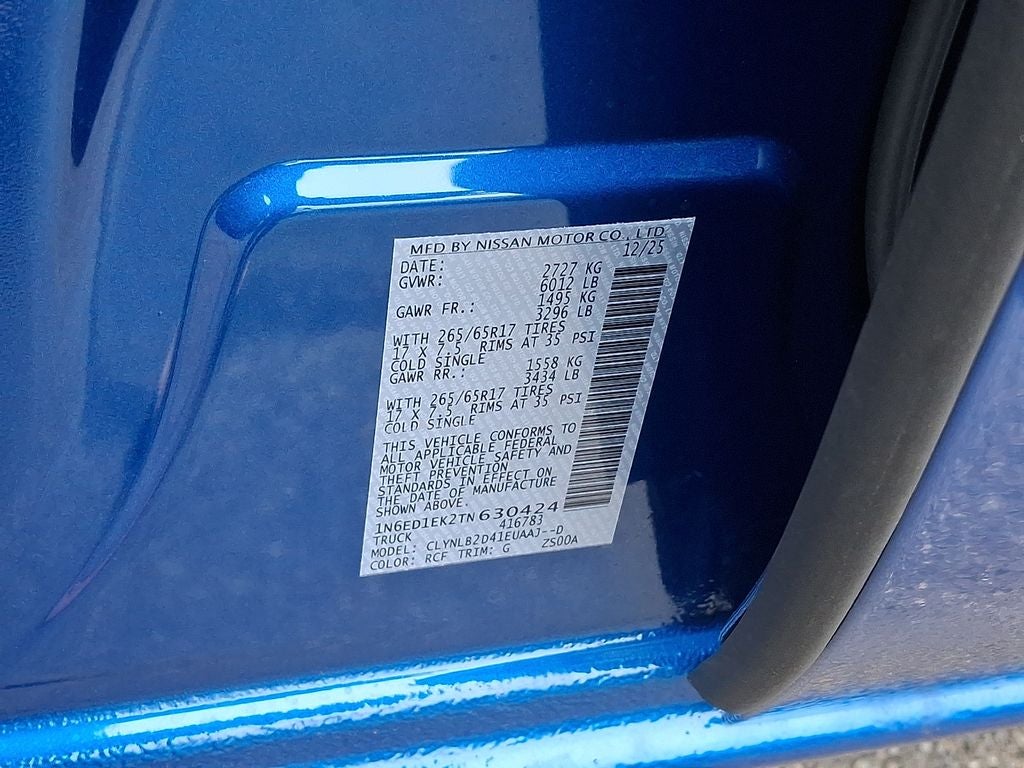 MFD BY NISSAN MOTOR CO., LTD
DATE: 12/25
GVWR: 2727 KG
6012 LB
GAWR FR.: 1495 KG
3296 LB
WITH 265/65R17 TIRES
17 X 7.5 RIMS AT 35 PSI
COLD SINGLE
GAWR RR.: 1558 KG
3434 LB
WITH 265/65R17 TIRES
17 X 7.5 RIMS AT 35 PSI
COLD SINGLE
THIS VEHICLE CONFORMS TO
ALL APPLICABLE FEDERAL
MOTOR VEHICLE SAFETY AND
THEFT PREVENTION
STANDARDS IN EFFECT ON
THE DATE OF MANUFACTURE
SHOWN ABOVE.
1N6ED1EK2TN630424
TRUCK 416783
MODEL: CLYNLB2D41EUAAJ--D
COLOR: RCF TRIM: G ZS00A